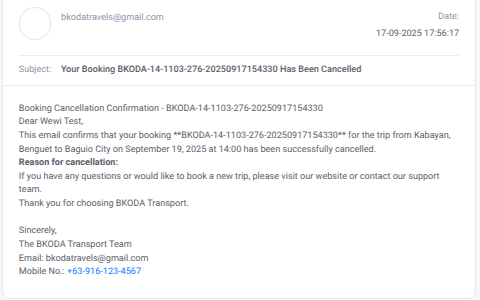 bkodatravels@gmail.com
Date:
17-09-2025 17:56:17
Subject: Your Booking BKODA-14-1103-276-20250917154330 Has Been Cancelled
Booking Cancellation Confirmation - BKODA-14-1103-276-20250917154330
Dear Wewi Test,
This email confirms that your booking **BKODA-14-1103-276-20250917154330** for the trip from Kabayan,
Benguet to Baguio City on September 19, 2025 at 14:00 has been successfully cancelled.
Reason for cancellation:
If you have any questions or would like to book a new trip, please visit our website or contact our support
team.
Thank you for choosing BKODA Transport.
Sincerely,
The BKODA Transport Team
Email: bkodatravels@gmail.com
Mobile No.: +63-916-123-4567